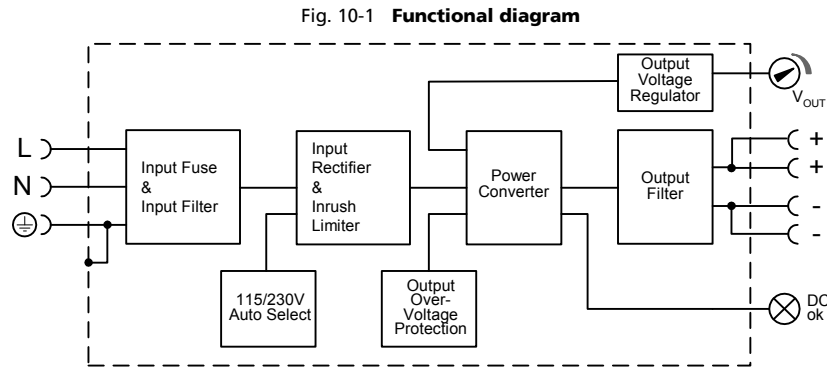 Fig. 10-1 Functional diagram
Output
Voltage
Regulator
VOUT
L
N
Input Fuse
&
Input Filter
Input
Rectifier
&
Inrush
Limiter
Power
Converter
Output
Filter
+
+
-
-
115/230V
Auto Select
Output
Over-
Voltage
Protection
DC
ok